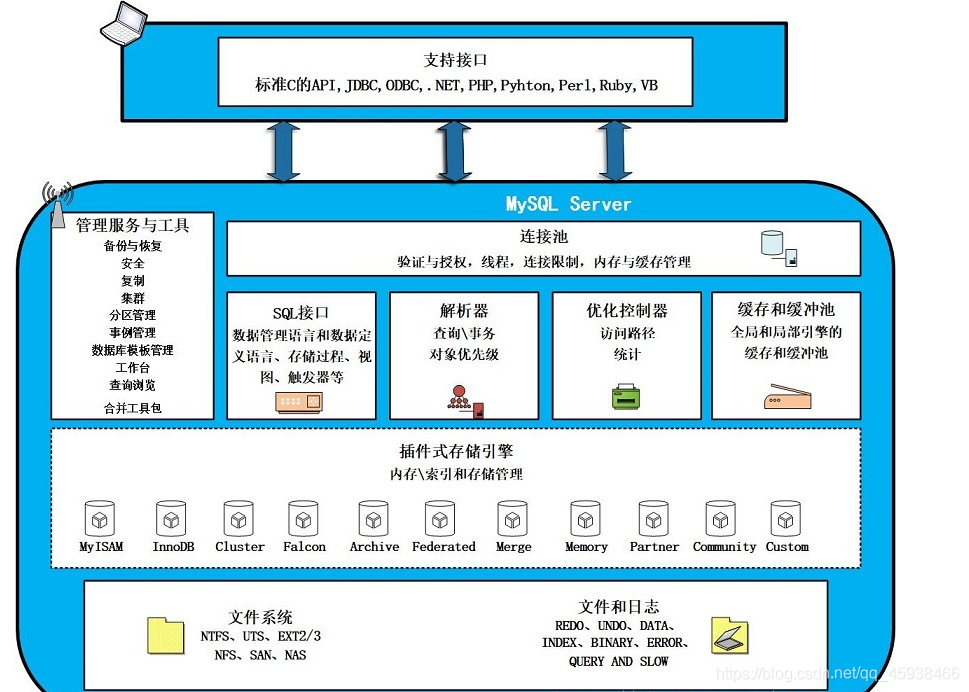 支持接口
标准C的API,JDBC,ODBC,.NET,PHP,Pyhton,Perl,Ruby,VB
MySQL Server
管理服务与工具
备份与恢复
安全
复制
集群
分区管理
事例管理
数据库模板管理
工作台
查询浏览
合并工具包
连接池
验证与授权，线程，连接限制，内存与缓存管理
SQL接口
数据管理语言和数据定
义语言、存储过程、视
图、触发器等
解析器
查询\事务
对象优先级
优化控制器
访问路径
统计
缓存和缓冲池
全局和局部引擎的
缓存和缓冲池
插件式存储引擎
内存\索引和存储管理
MyISAM
InnoDB
Cluster
Falcon
Archive
Federated
Merge
Memory
Partner
Community
Custom
文件系统
NTFS、UTS、EXT2/3
NFS、SAN、NAS
文件和日志
REDO、UNDO、DATA、
INDEX、BINARY、ERROR、
QUERY AND SLOW
https://blog.csdn.net/qq_45938466